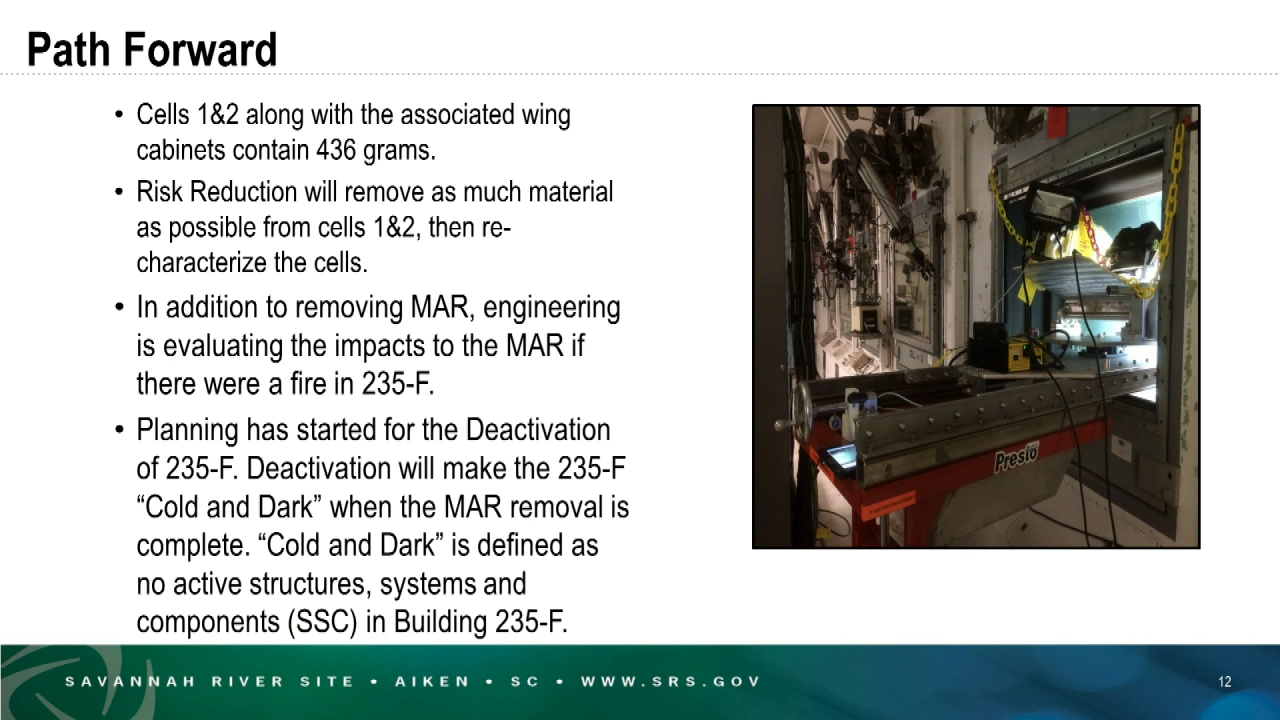 Path Forward
• Cells 1&2 along with the associated wing
cabinets contain 436 grams.
• Risk Reduction will remove as much material
as possible from cells 1&2, then re-
characterize the cells.
• In addition to removing MAR, engineering
is evaluating the impacts to the MAR if
there were a fire in 235-F.
• Planning has started for the Deactivation
of 235-F. Deactivation will make the 235-F
“Cold and Dark” when the MAR removal is
complete. “Cold and Dark” is defined as
no active structures, systems and
components (SSC) in Building 235-F.
Presto
SAVANNAH RIVER SITE • AIKEN • SC • WWW.SRS.GOV
12